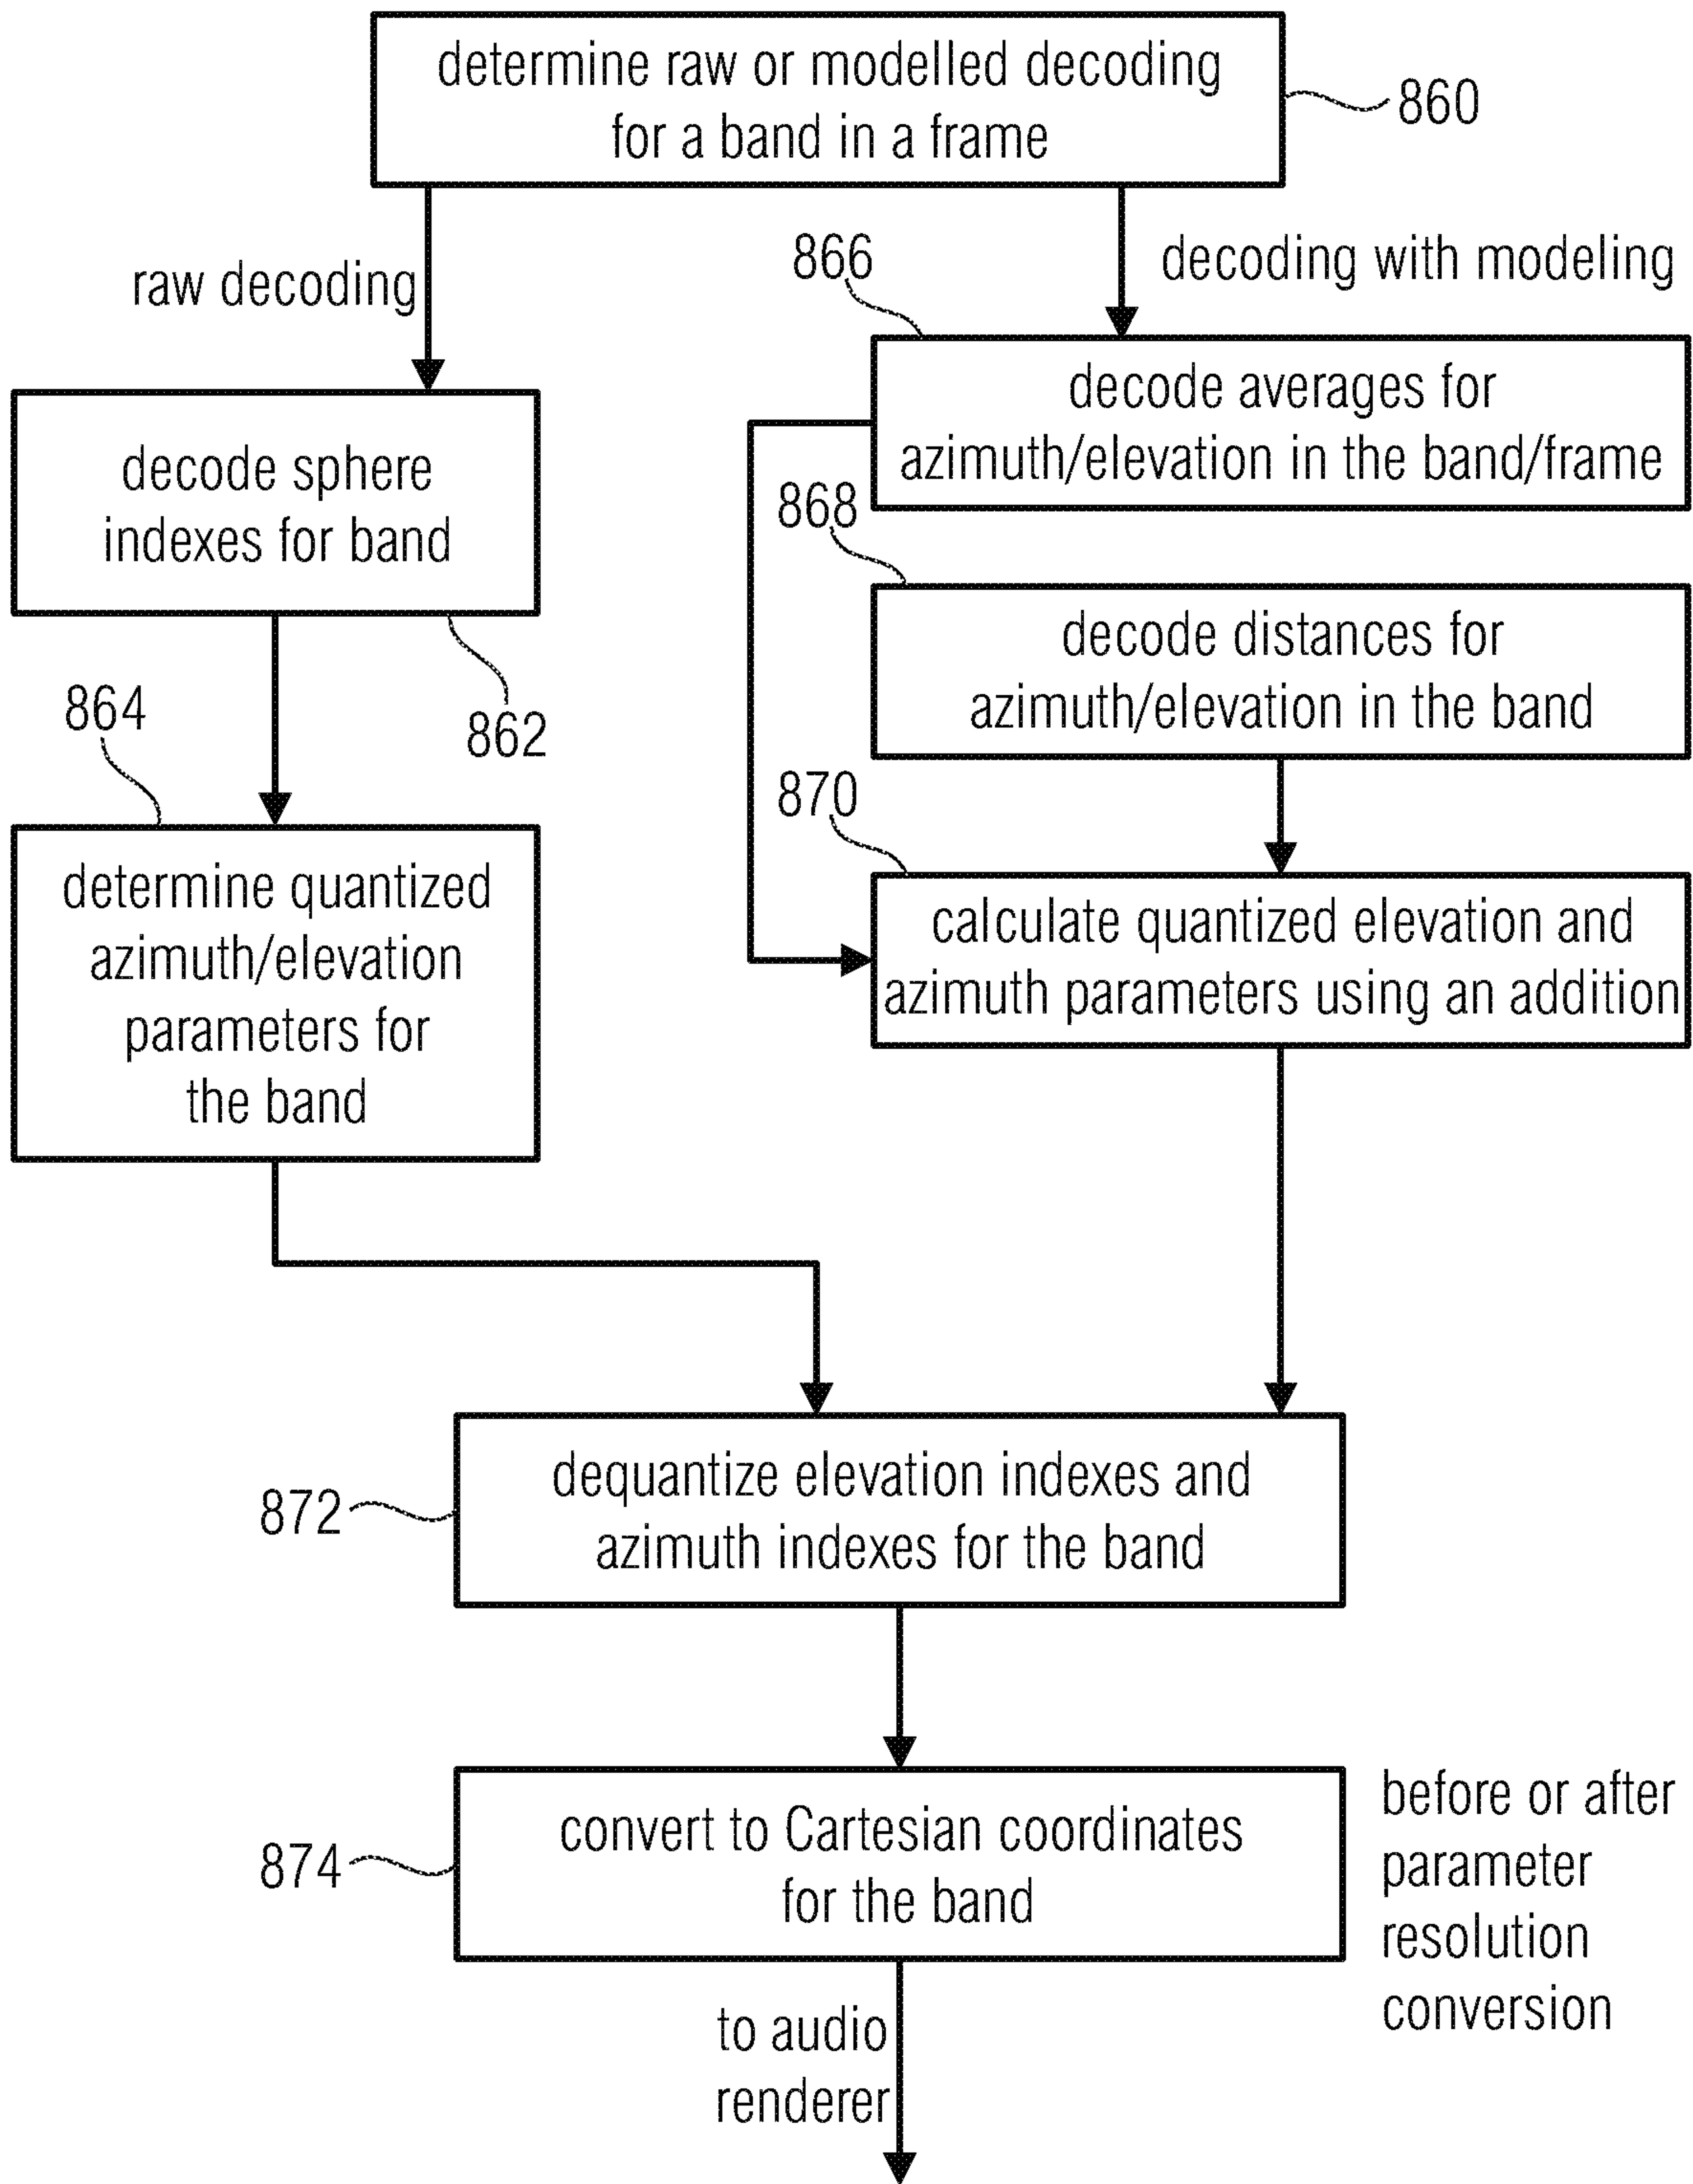 determine raw or modelled decoding
for a band in a frame
860
raw decoding
866
decoding with modeling
decode averages for
azimuth/elevation in the band/frame
decode sphere
indexes for band
862
868
decode distances for
azimuth/elevation in the band
864
determine quantized
azimuth/elevation
parameters for
the band
870
calculate quantized elevation and
azimuth parameters using an addition
872
dequantize elevation indexes and
azimuth indexes for the band
874
convert to Cartesian coordinates
for the band
before or after
parameter
resolution
conversion
to audio
renderer